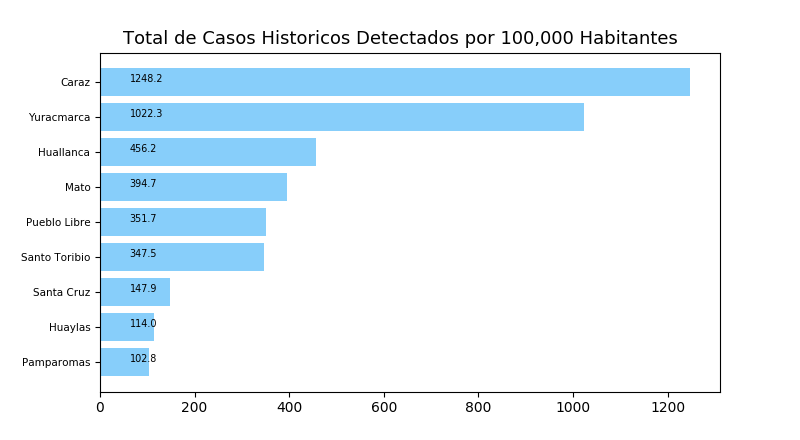 Total de Casos Historicos Detectados por 100,000 Habitantes
Caraz 1248.2
Yuracmarca 1022.3
Huallanca 456.2
Mato 394.7
Pueblo Libre 351.7
Santo Toribio 347.5
Santa Cruz 147.9
Huaylas 114.0
Pamparomas 102.8
0 200 400 600 800 1000 1200